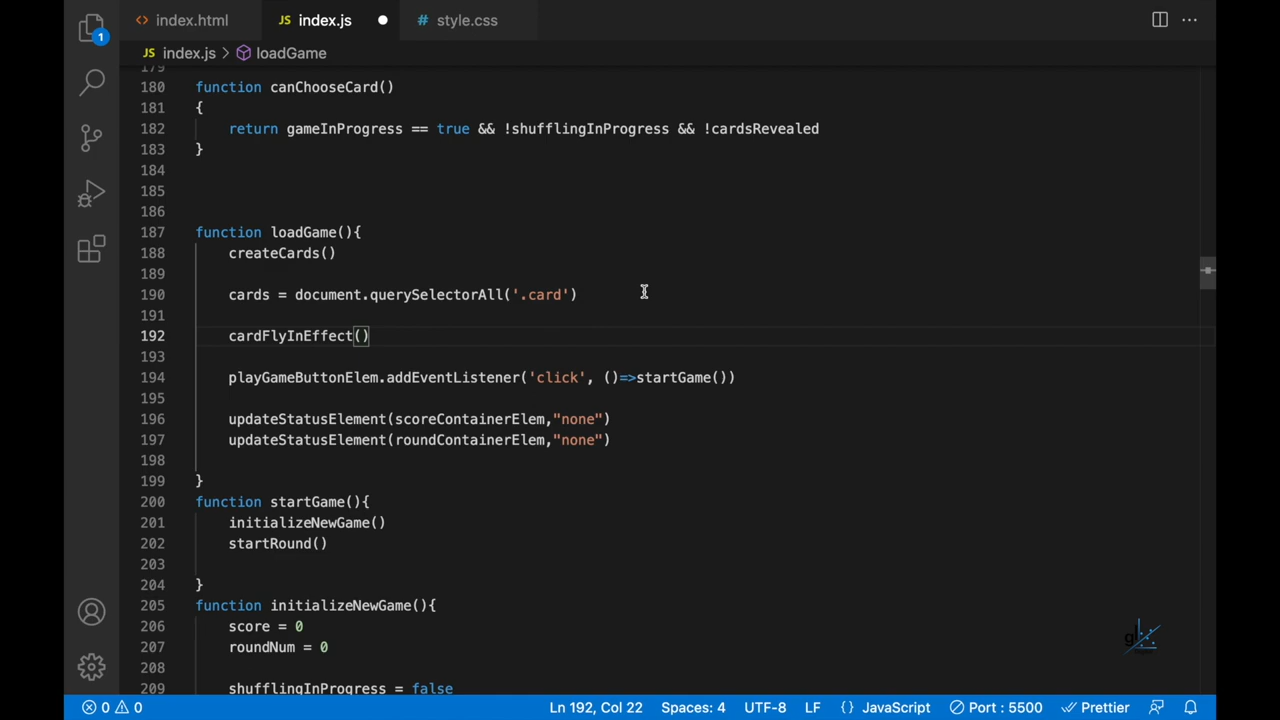 index.html
JS index.js
# style.css
1
JS index.js > loadGame
179
180 function canChooseCard()
181 {
182 return gameInProgress == true && !shufflingInProgress && !cardsRevealed
183 }
184
185
186
187 function loadGame(){
188 createCards()
189
190 cards = document.querySelectorAll('.card')
191
192 cardFlyInEffect()
193
194 playGameButtonElem.addEventListener('click', ()=>startGame())
195
196 updateStatusElement(scoreContainerElem,"none")
197 updateStatusElement(roundContainerElem,"none")
198
199 }
200 function startGame(){
201 initializeNewGame()
202 startRound()
203
204 }
205 function initializeNewGame(){
206 score = 0
207 roundNum = 0
208
209 shufflingInProgress = false
0 0 Ln 192, Col 22 Spaces: 4 UTF-8 LF {} JavaScript Port : 5500 Prettier